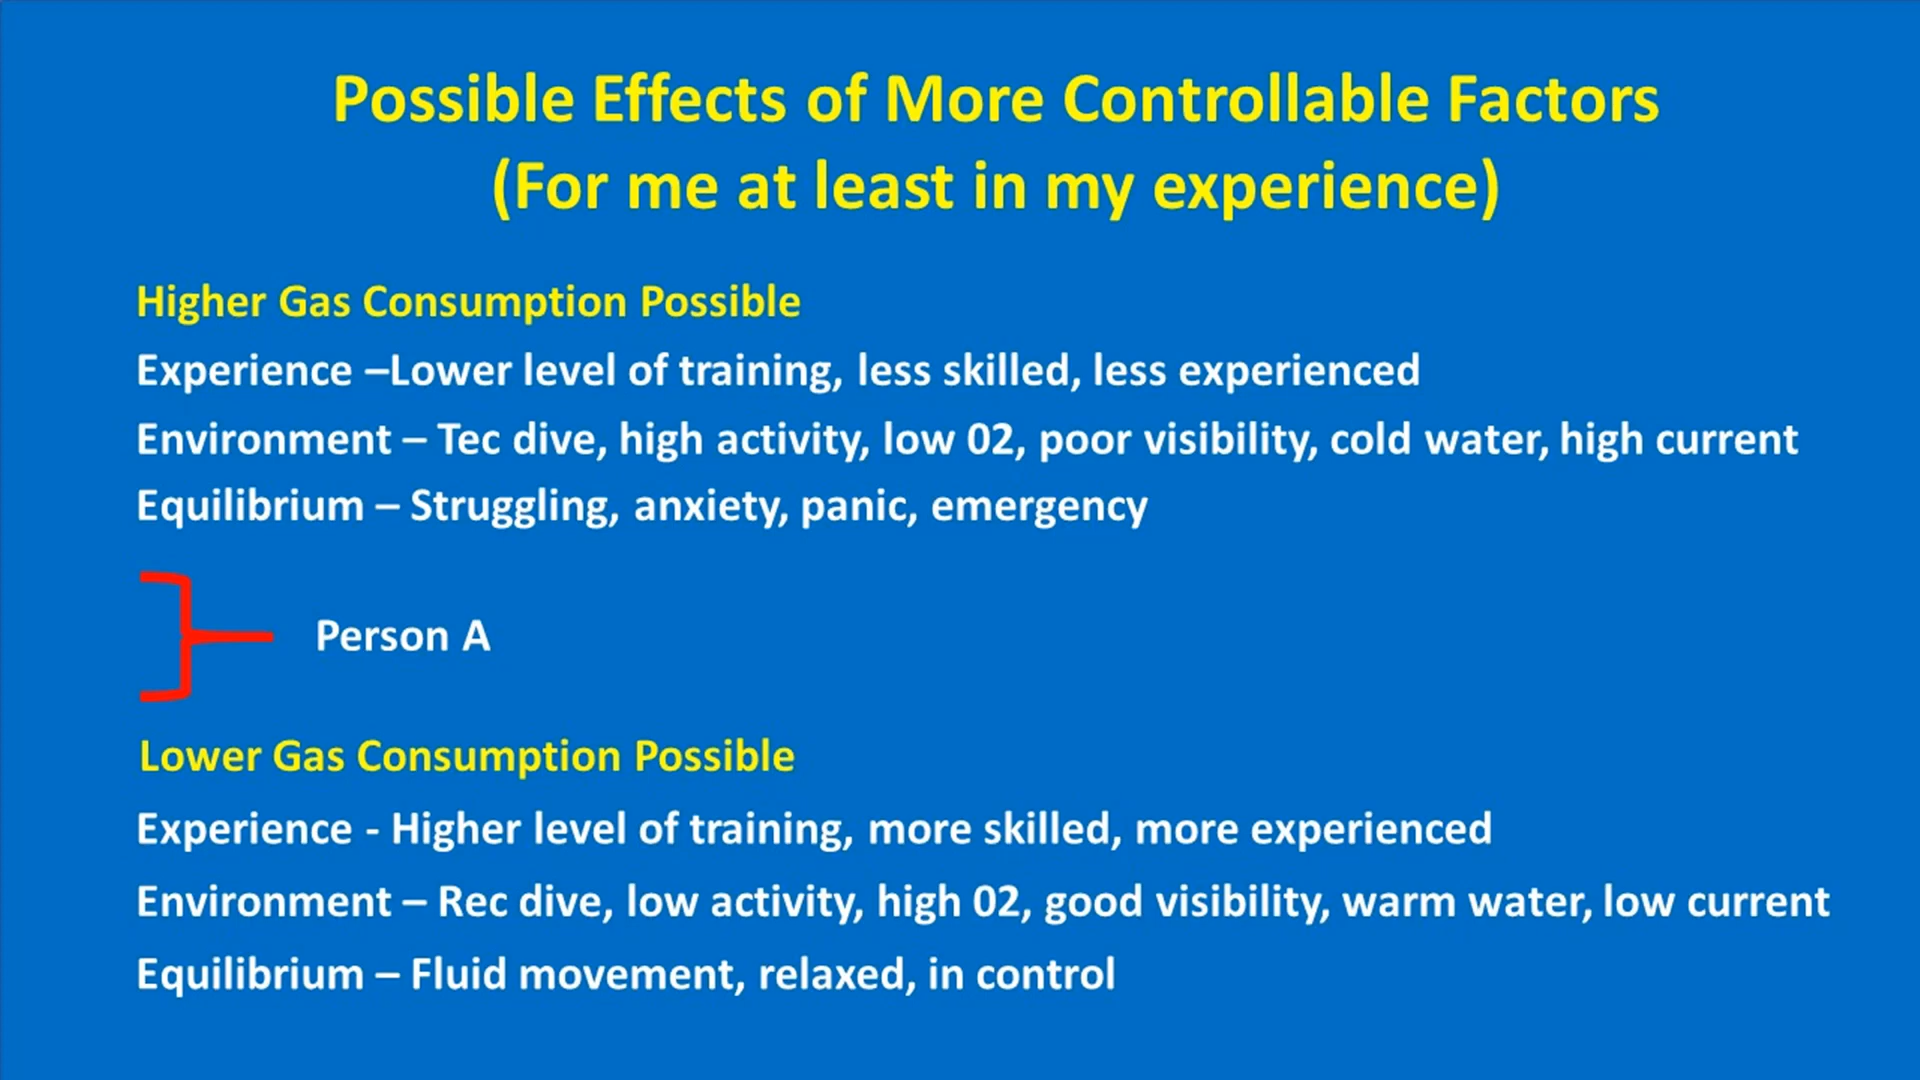 Possible Effects of More Controllable Factors
(For me at least in my experience)
Higher Gas Consumption Possible
Experience –Lower level of training, less skilled, less experienced
Environment – Tec dive, high activity, low 02, poor visibility, cold water, high current
Equilibrium – Struggling, anxiety, panic, emergency
Person A
Lower Gas Consumption Possible
Experience - Higher level of training, more skilled, more experienced
Environment – Rec dive, low activity, high 02, good visibility, warm water, low current
Equilibrium – Fluid movement, relaxed, in control